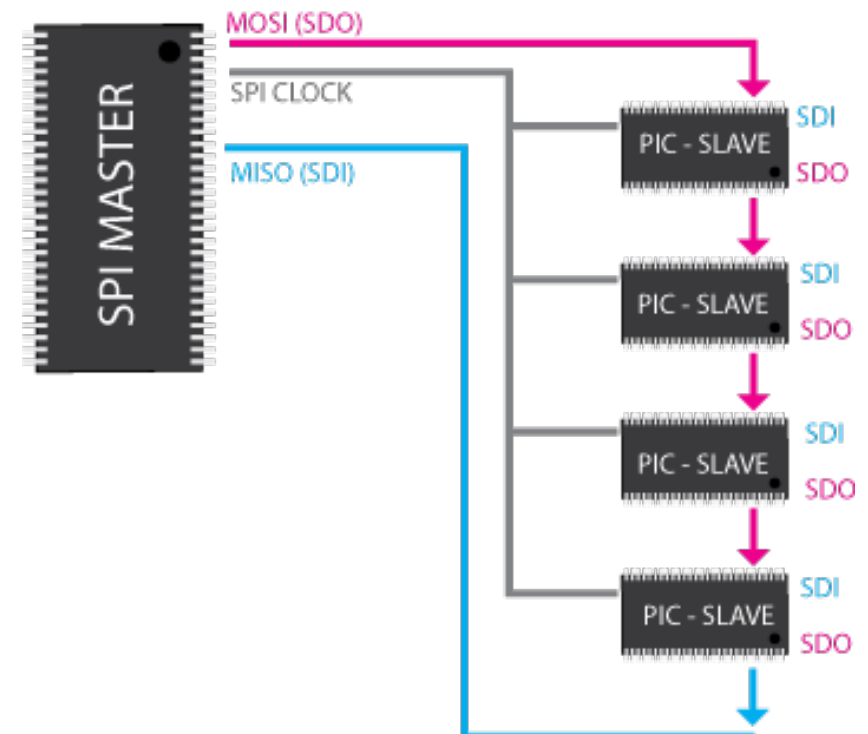 MOSI (SDO)
SPI CLOCK
MISO (SDI)
SPI MASTER
PIC - SLAVE
SDI
SDO
PIC - SLAVE
SDI
SDO
PIC - SLAVE
SDI
SDO
PIC - SLAVE
SDI
SDO